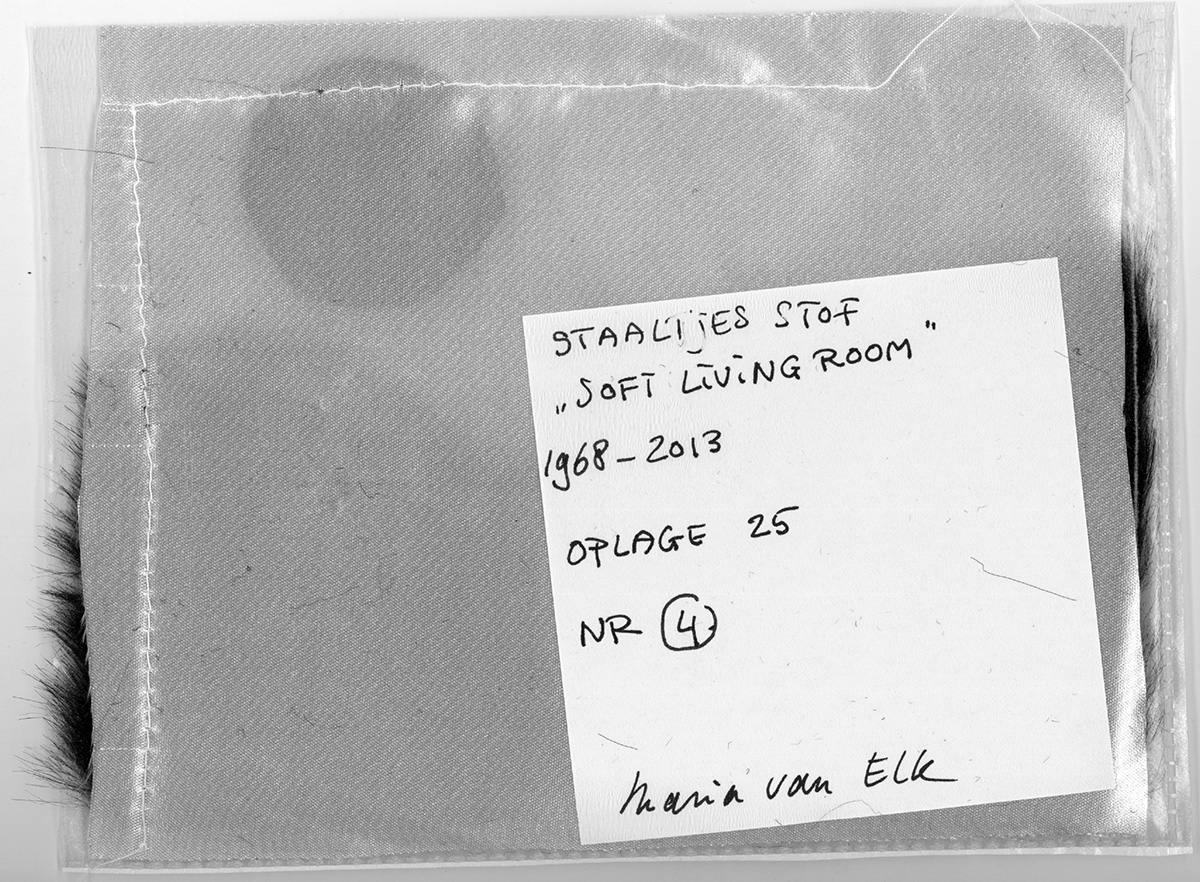 STAALTJES STOF
„SOFT LIVING ROOM"
1968-2013
OPLAGE 25
NR 4
Maria van Elk